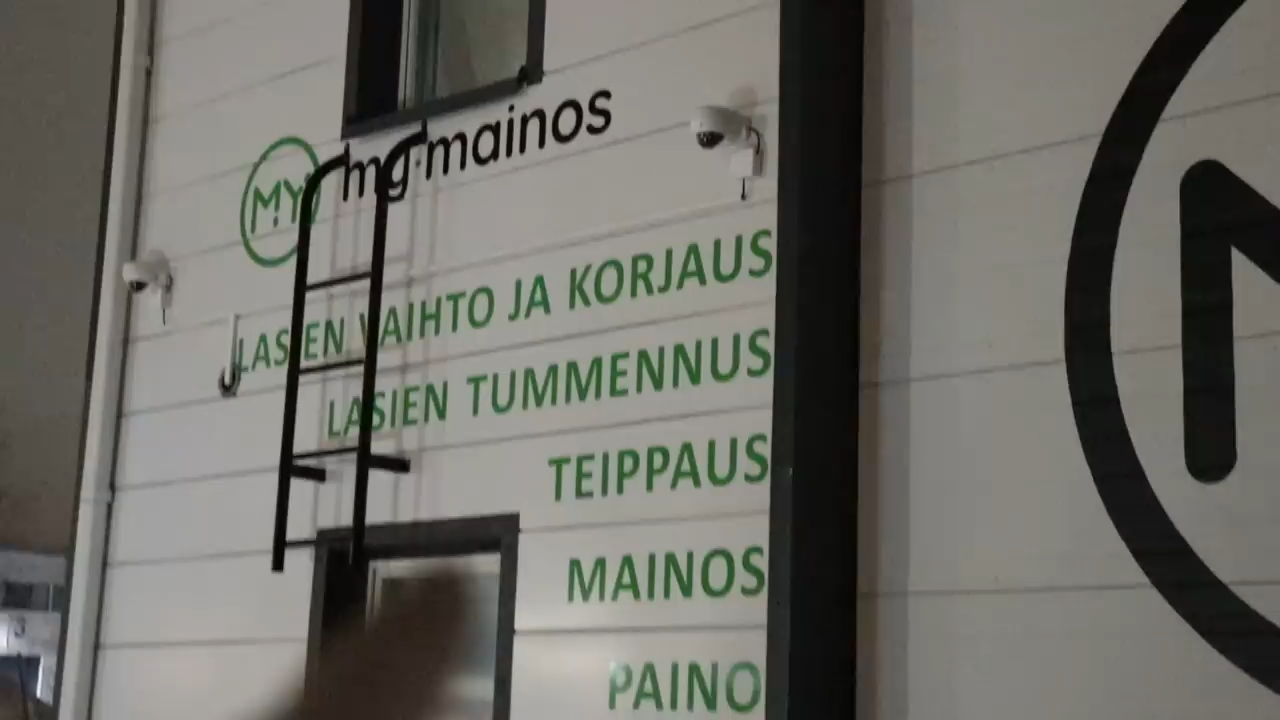 MY mg-mainos
LASIEN VAIHTO JA KORJAUS
LASIEN TUMMENNUS
TEIPPAUS
MAINOS
PAINO